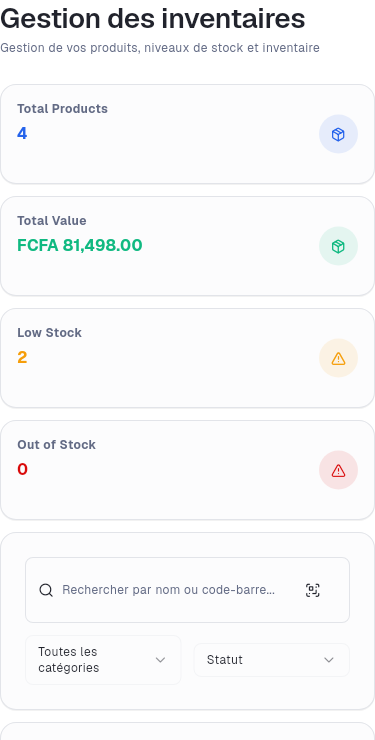 Gestion des inventaires
Gestion de vos produits, niveaux de stock et inventaire
Total Products
4
Total Value
FCFA 81,498.00
Low Stock
2
Out of Stock
0
Rechercher par nom ou code-barre...
Toutes les
catégories
Statut